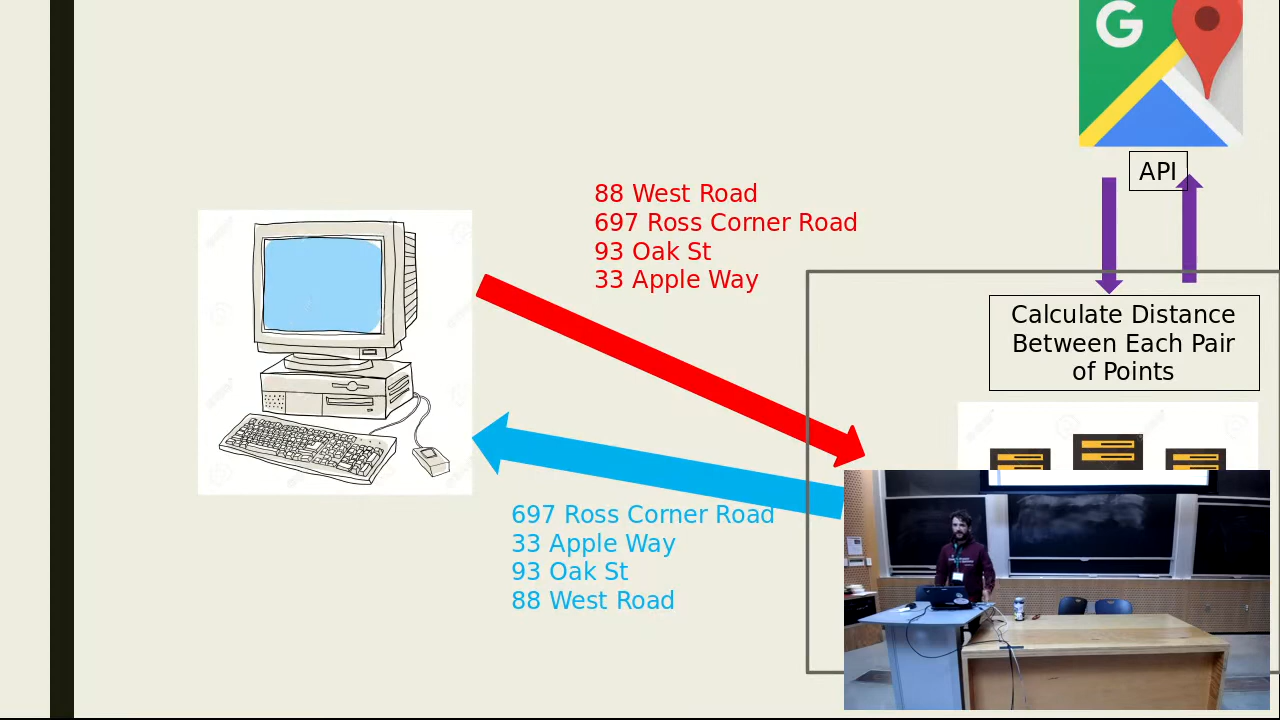 G
API
88 West Road
697 Ross Corner Road
93 Oak St
33 Apple Way
Calculate Distance
Between Each Pair
of Points
697 Ross Corner Road
33 Apple Way
93 Oak St
88 West Road